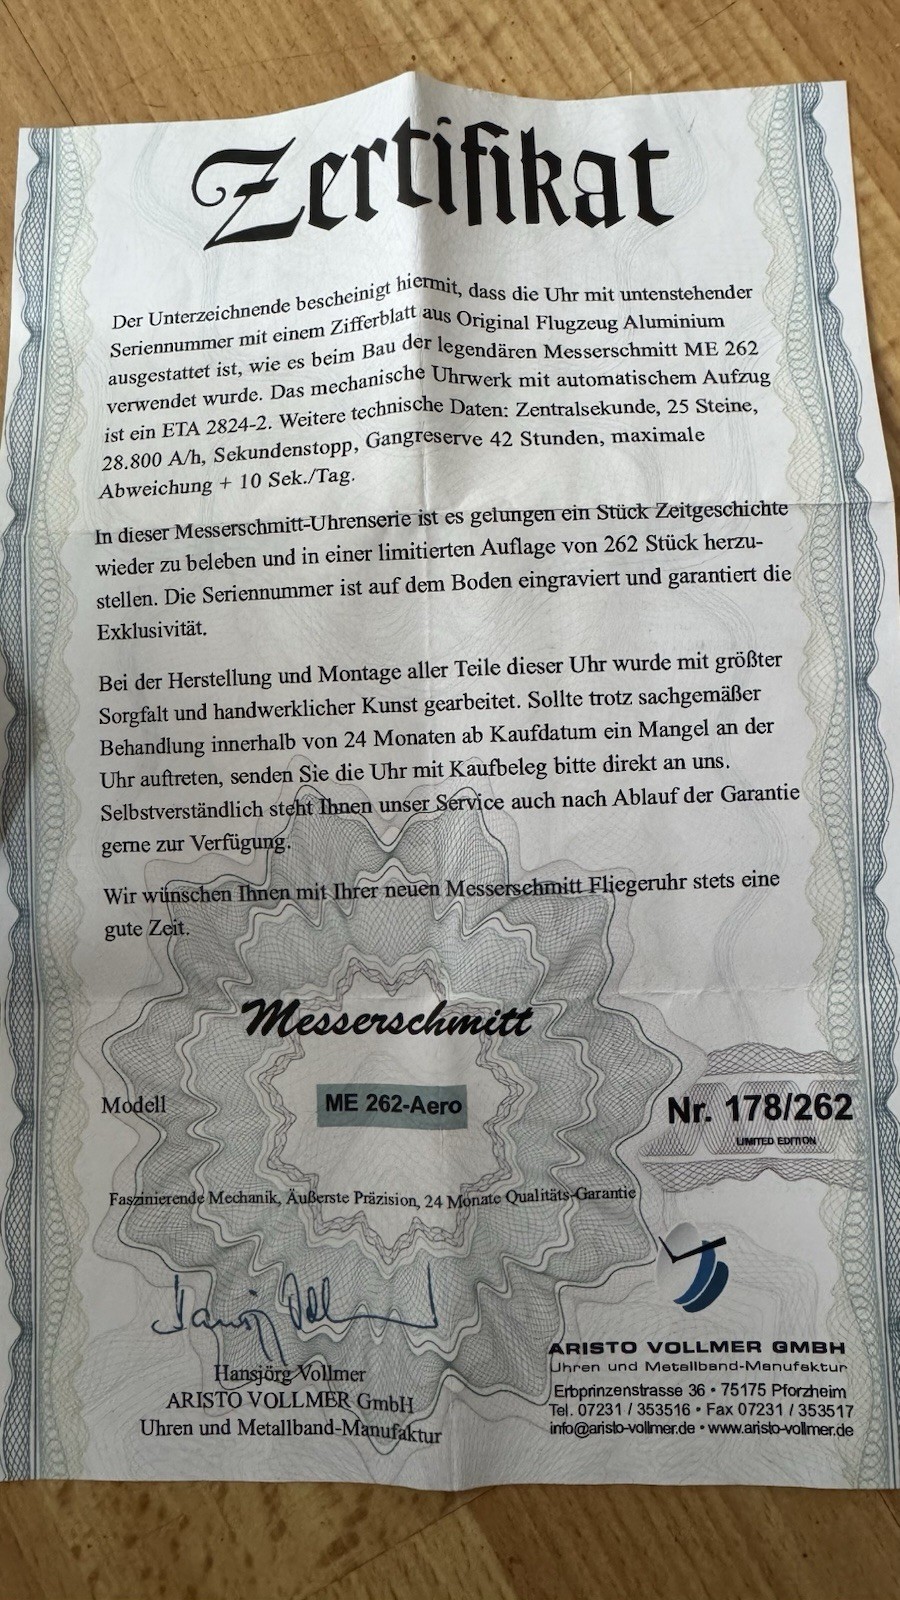 Zertifikat
Der Unterzeichnende bescheinigt hiermit, dass die Uhr mit untenstehender
Seriennummer mit einem Zifferblatt aus Original Flugzeug Aluminium
ausgestattet ist, wie es beim Bau der legendären Messerschmitt ME 262
verwendet wurde. Das mechanische Uhrwerk mit automatischem Aufzug
ist ein ETA 2824-2. Weitere technische Daten: Zentralsekunde, 25 Steine,
28.800 A/h, Sekundenstopp, Gangreserve 42 Stunden, maximale
Abweichung + 10 Sek./Tag.
In dieser Messerschmitt-Uhrenserie ist es gelungen ein Stück Zeitgeschichte
wieder zu beleben und in einer limitierten Auflage von 262 Stück herzu-
stellen. Die Seriennummer ist auf dem Boden eingraviert und garantiert die
Exklusivität.
Bei der Herstellung und Montage aller Teile dieser Uhr wurde mit größter
Sorgfalt und handwerklicher Kunst gearbeitet. Sollte trotz sachgemäßer
Behandlung innerhalb von 24 Monaten ab Kaufdatum ein Mangel an der
Uhr auftreten, senden Sie die Uhr mit Kaufbeleg bitte direkt an uns.
Selbstverständlich steht Ihnen unser Service auch nach Ablauf der Garantie
gerne zur Verfügung.
Wir wünschen Ihnen mit Ihrer neuen Messerschmitt Fliegeruhr stets eine
gute Zeit.
Messerschmitt
Modell ME 262-Aero Nr. 178/262
LIMITED EDITION
Faszinierende Mechanik, Äußerste Präzision, 24 Monate Qualitäts-Garantie
Hansjörg Vollmer
ARISTO VOLLMER GmbH
Uhren und Metallband-Manufaktur
ARISTO VOLLMER GMBH
Uhren und Metallband-Manufaktur
Erbprinzenstrasse 36 • 75175 Pforzheim
Tel. 07231 / 353516 • Fax 07231 / 353517
info@aristo-vollmer.de • www.aristo-vollmer.de